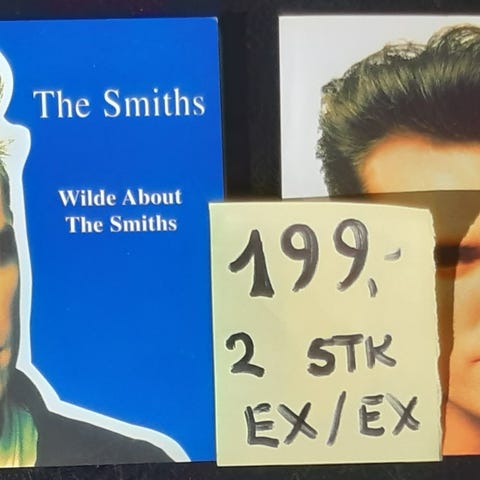 The Smiths
Wilde About
The Smiths
199,-
2 STK
EX/EX